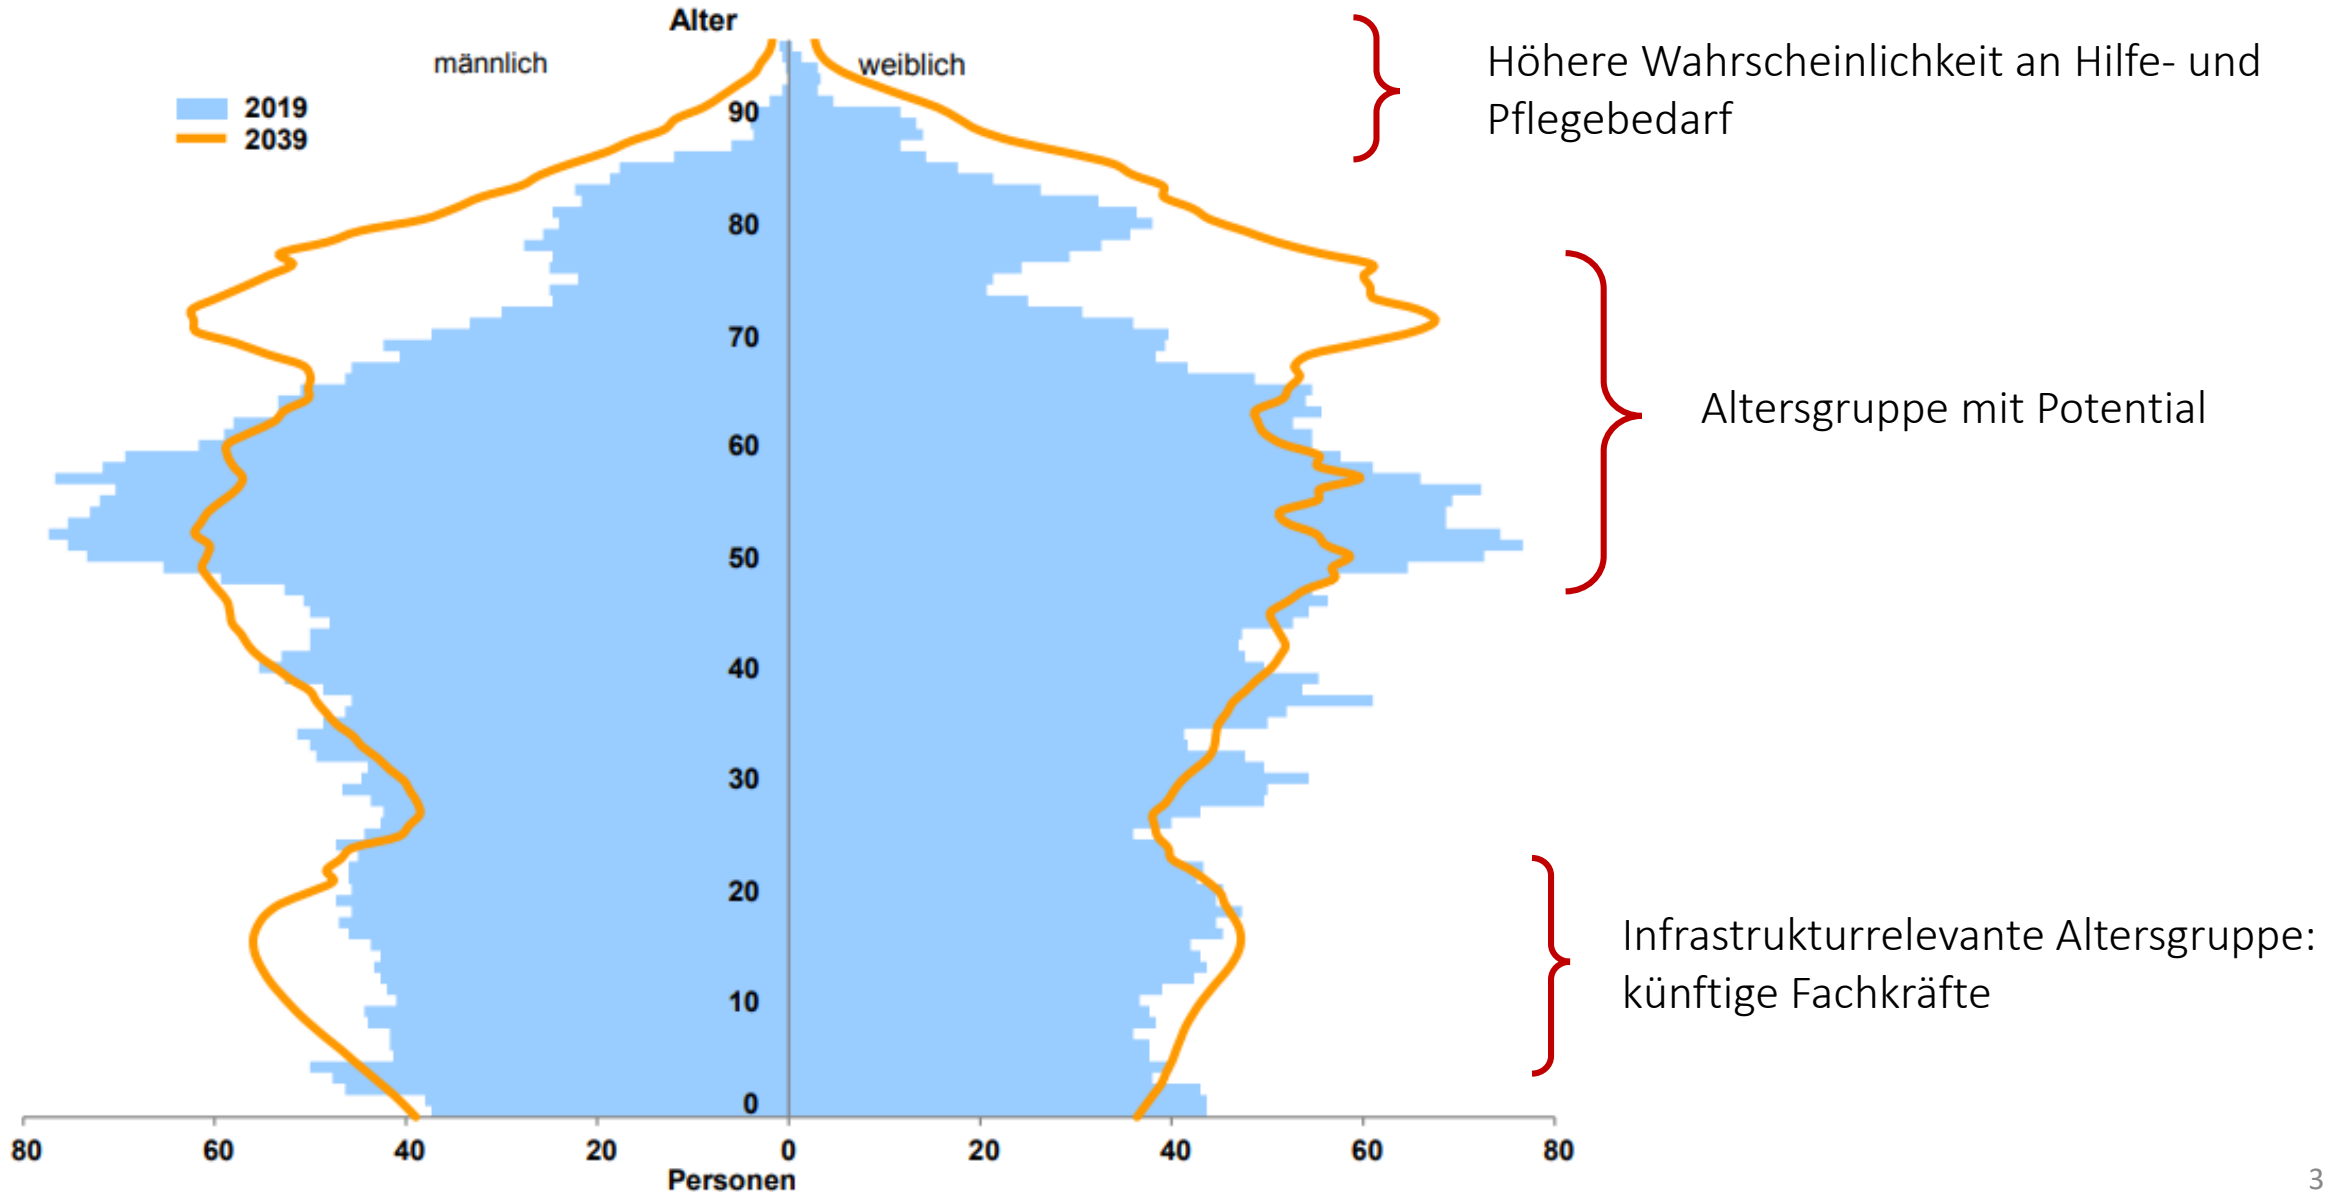 Alter
männlich
weiblich
2019
2039
90
80
70
60
50
40
30
20
10
0
80 60 40 20 0 20 40 60 80
Personen
Höhere Wahrscheinlichkeit an Hilfe- und
Pflegebedarf
Altersgruppe mit Potential
Infrastrukturrelevante Altersgruppe:
künftige Fachkräfte
3